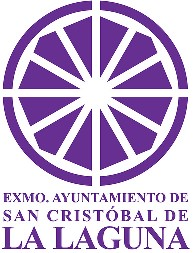 EXMO. AYUNTAMIENTO DE
SAN CRISTÓBAL DE
LA LAGUNA